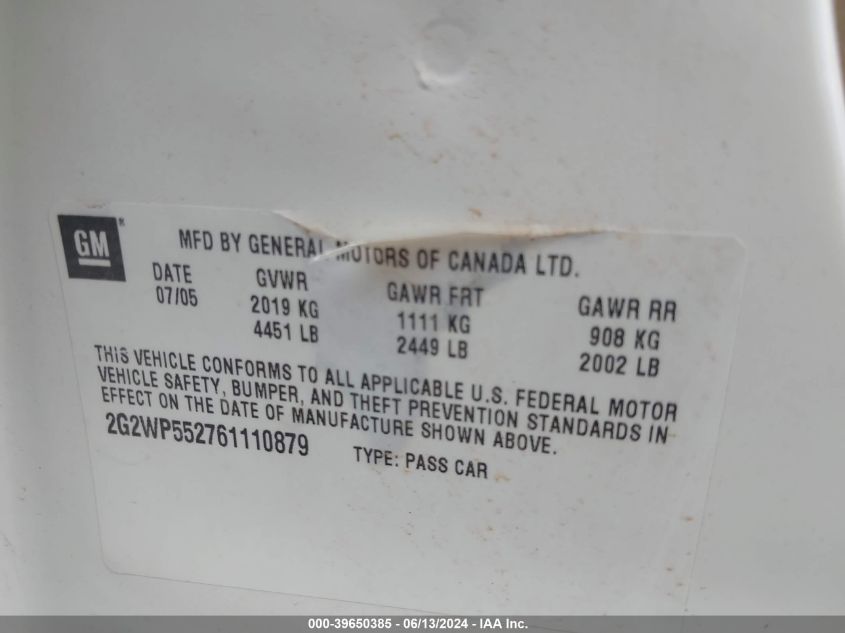 GM®
MFD BY GENERAL MOTORS OF CANADA LTD.
DATE GVWR GAWR FRT GAWR RR
07/05 2019 KG 1111 KG 908 KG
4451 LB 2449 LB 2002 LB
THIS VEHICLE CONFORMS TO ALL APPLICABLE U.S. FEDERAL MOTOR
VEHICLE SAFETY, BUMPER, AND THEFT PREVENTION STANDARDS IN
EFFECT ON THE DATE OF MANUFACTURE SHOWN ABOVE.
2G2WP552761110879 TYPE: PASS CAR
000-39650385 - 06/13/2024 - IAA Inc.